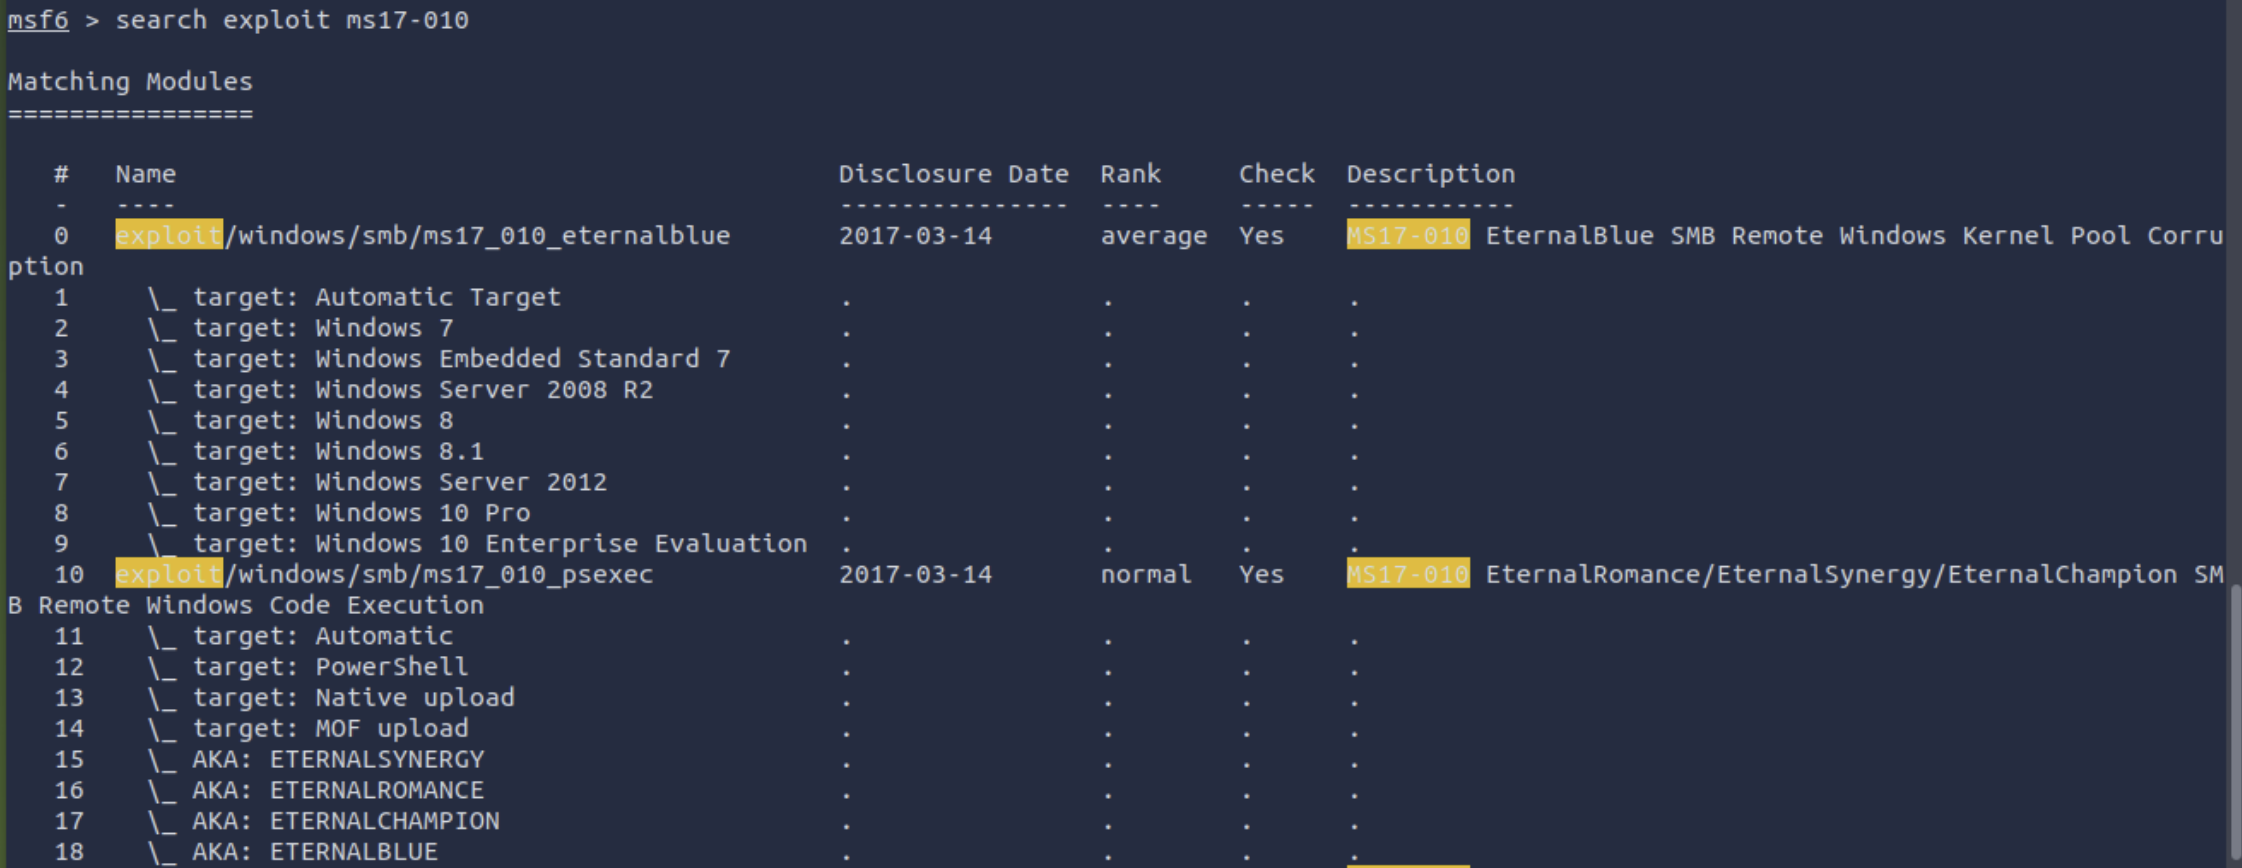 msf6 > search exploit ms17-010
Matching Modules
================
# Name Disclosure Date Rank Check Description
- ---- --------------- ---- ----- -----------
0 exploit/windows/smb/ms17_010_eternalblue 2017-03-14 average Yes MS17-010 EternalBlue SMB Remote Windows Kernel Pool Corru
ption
1 \_ target: Automatic Target . . . .
2 \_ target: Windows 7 . . . .
3 \_ target: Windows Embedded Standard 7 . . . .
4 \_ target: Windows Server 2008 R2 . . . .
5 \_ target: Windows 8 . . . .
6 \_ target: Windows 8.1 . . . .
7 \_ target: Windows Server 2012 . . . .
8 \_ target: Windows 10 Pro . . . .
9 \_ target: Windows 10 Enterprise Evaluation . . . .
10 exploit/windows/smb/ms17_010_psexec 2017-03-14 normal Yes MS17-010 EternalRomance/EternalSynergy/EternalChampion SM
B Remote Windows Code Execution
11 \_ target: Automatic . . . .
12 \_ target: PowerShell . . . .
13 \_ target: Native upload . . . .
14 \_ target: MOF upload . . . .
15 \_ AKA: ETERNALSYNERGY . . . .
16 \_ AKA: ETERNALROMANCE . . . .
17 \_ AKA: ETERNALCHAMPION . . . .
18 \_ AKA: ETERNALBLUE . . . .